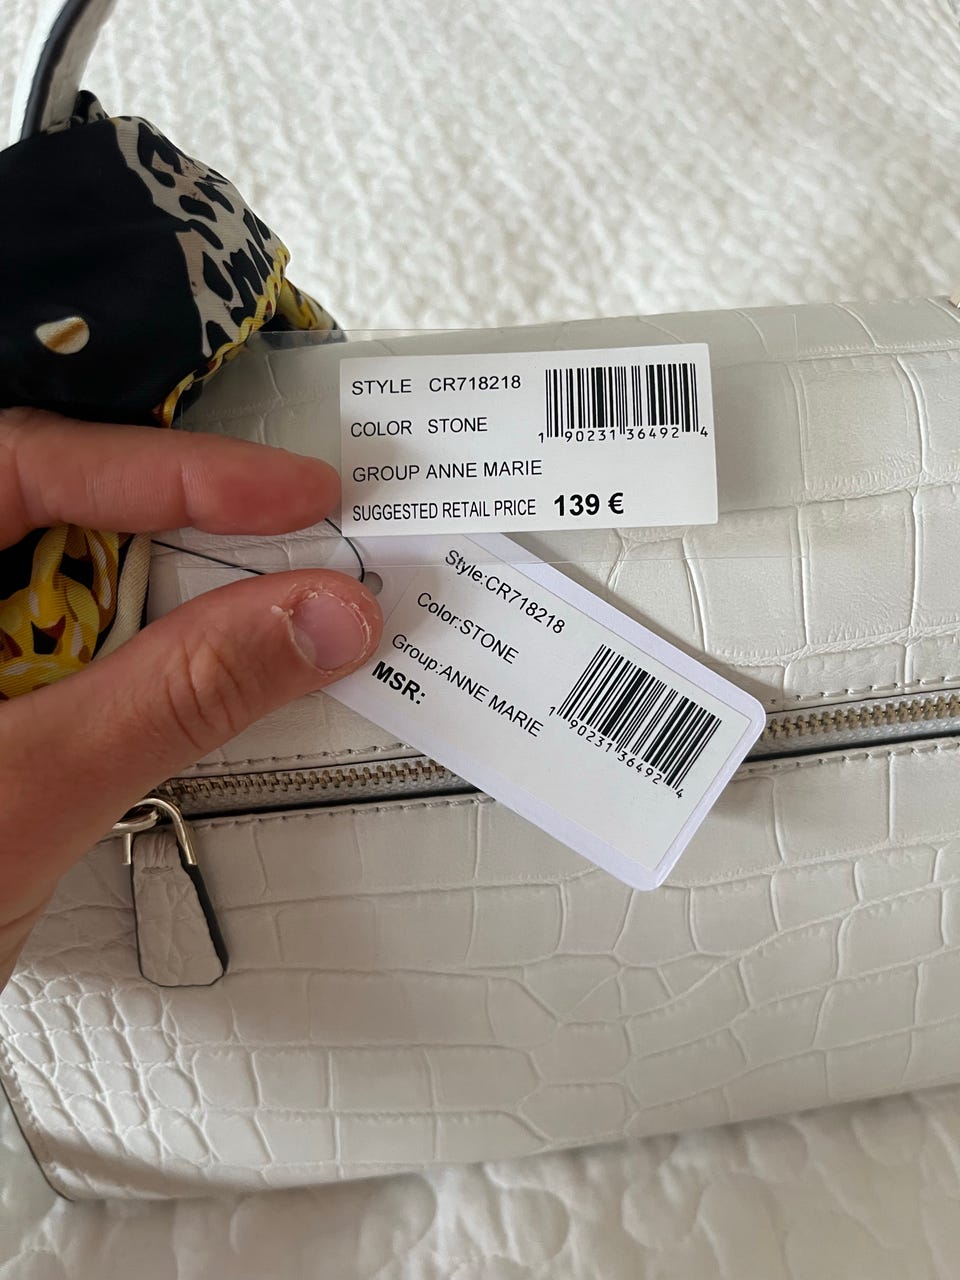 STYLE CR718218
COLOR STONE
1 90231 36492 4
GROUP ANNE MARIE
SUGGESTED RETAIL PRICE 139 €
Style:CR718218
Color:STONE
Group:ANNE MARIE
MSR:
1 90231 36492 4